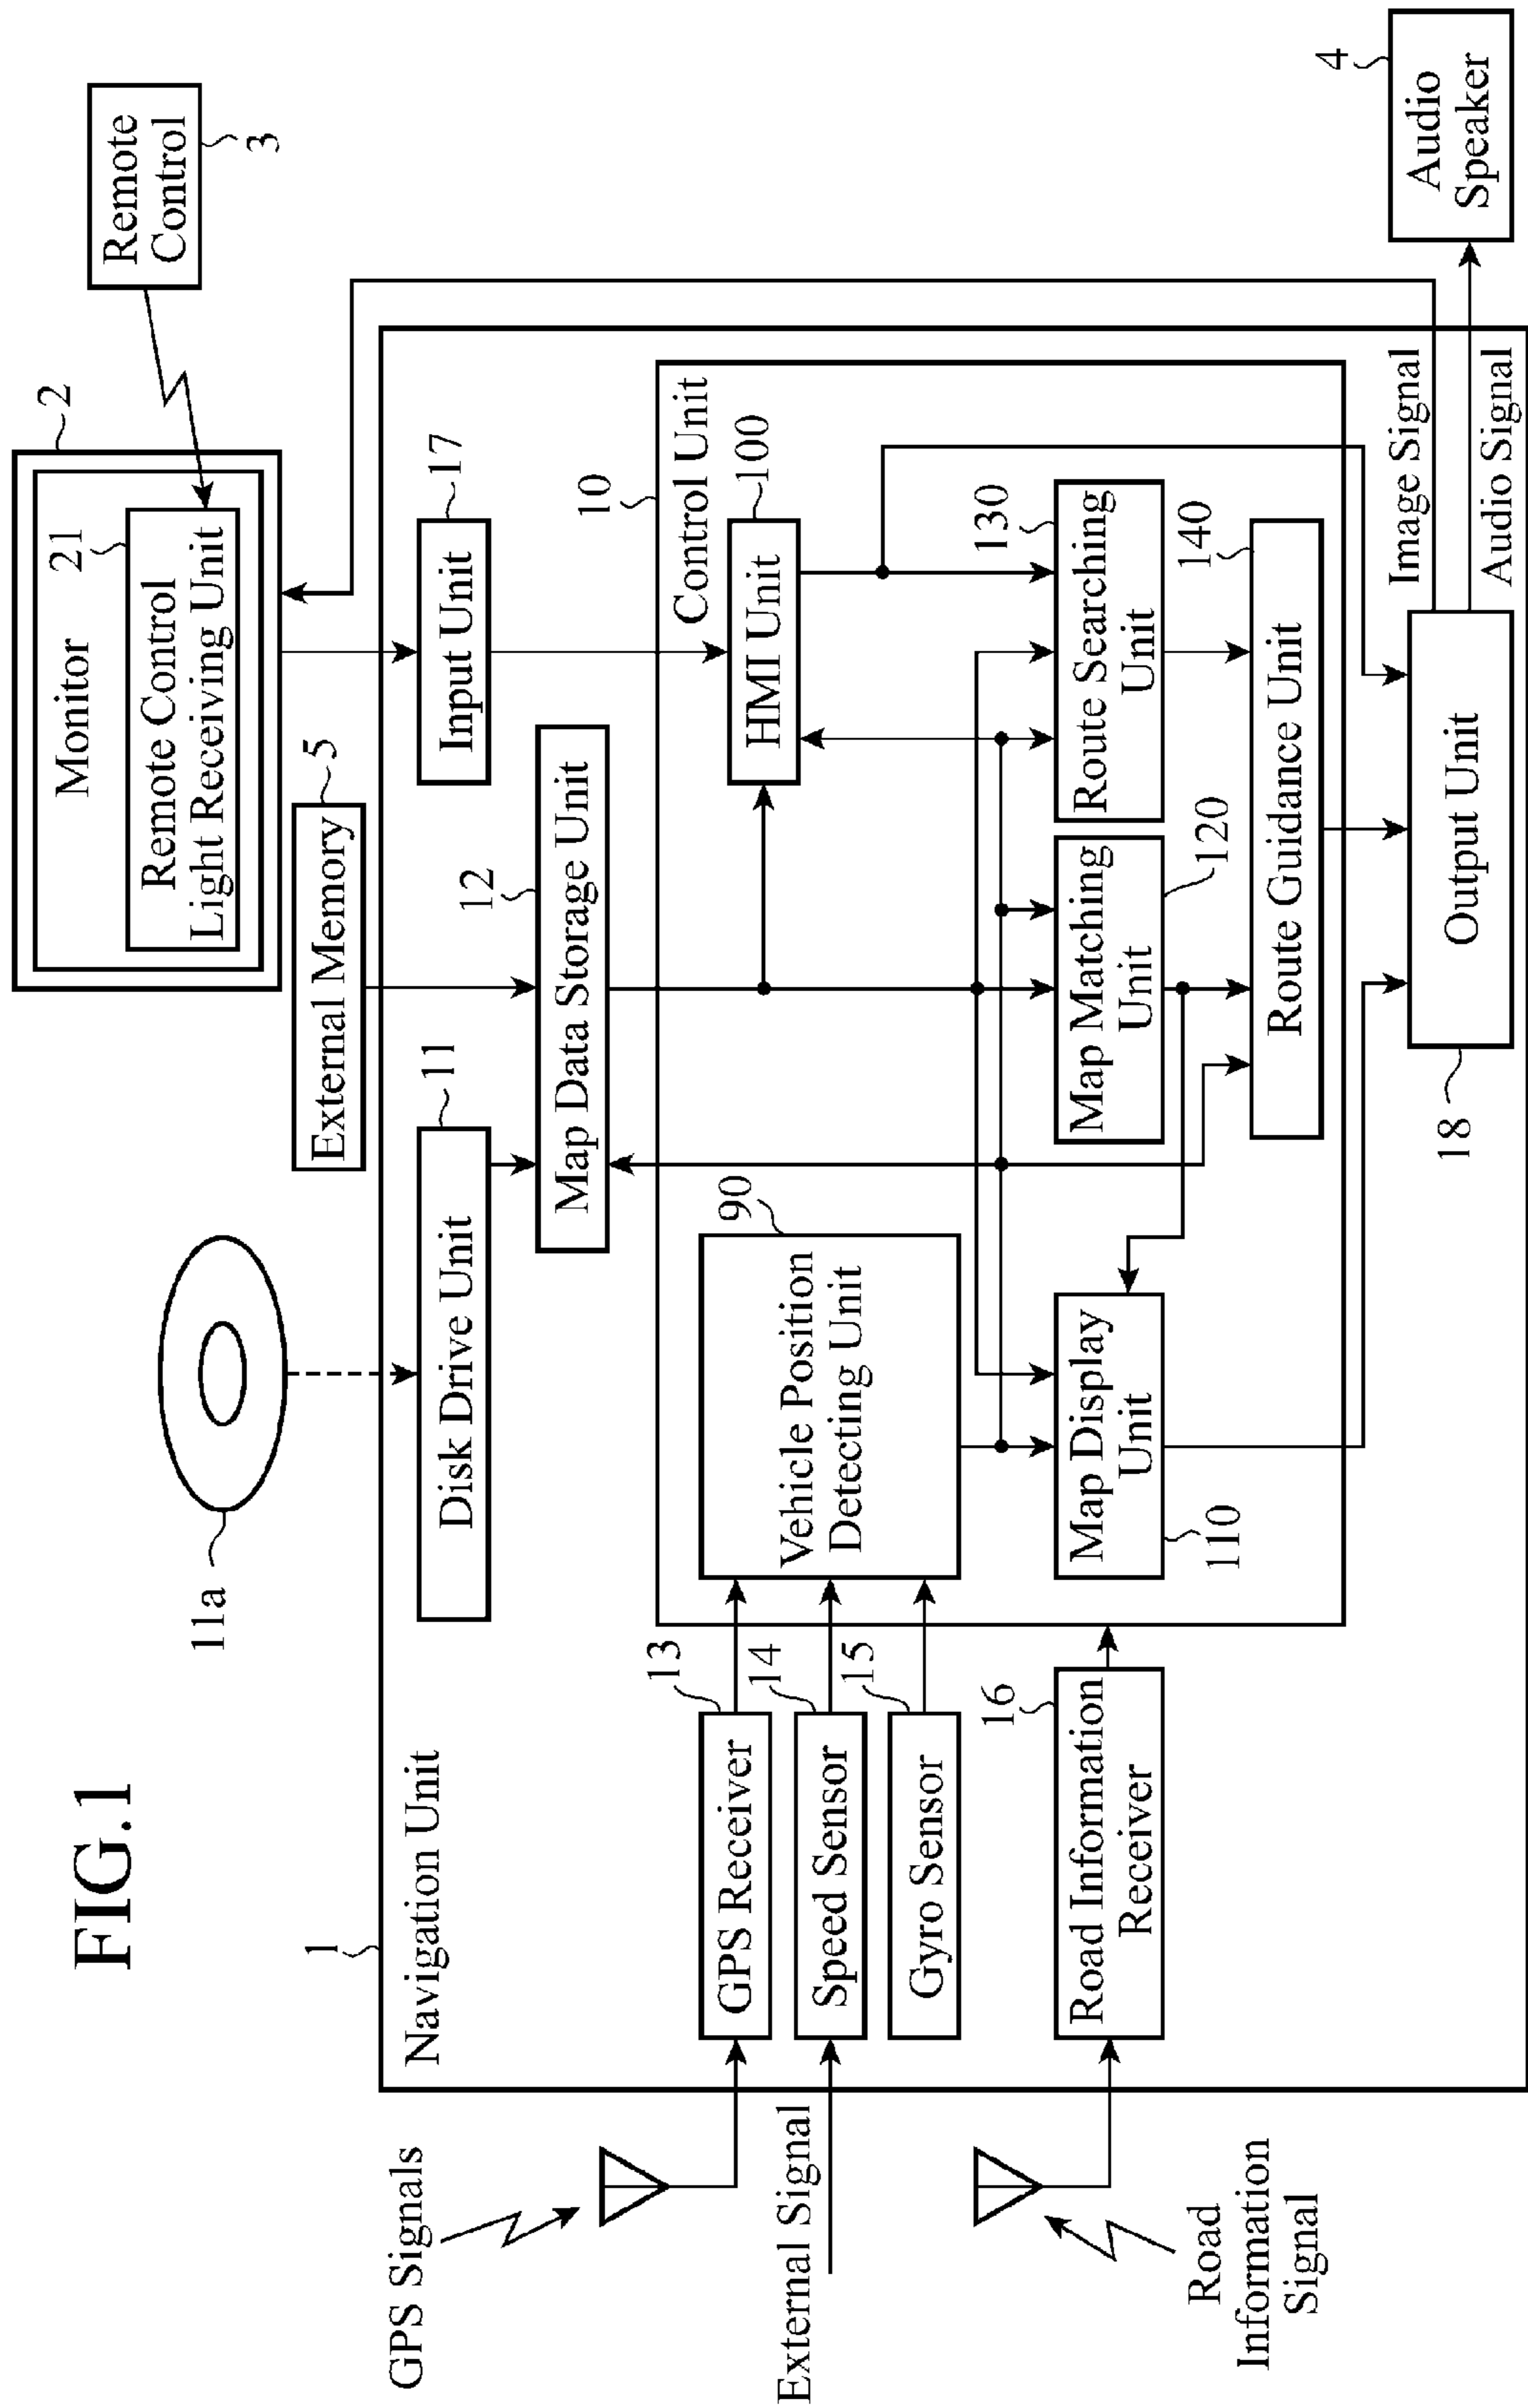 FIG.1
11a
2
Monitor
21
Remote Control
Light Receiving Unit
Remote
Control
3
External Memory
5
1
Navigation Unit
Disk Drive Unit
11
Input Unit
17
12
Map Data Storage Unit
10
Control Unit
GPS Signals
GPS Receiver
13
External Signal
Speed Sensor
14
Gyro Sensor
15
90
Vehicle Position
Detecting Unit
HMI Unit
100
Road
Information
Signal
Road Information
Receiver
16
Map Display
Unit
110
Map Matching
Unit
120
Route Searching
Unit
130
Route Guidance Unit
140
Output Unit
18
Image Signal
Audio Signal
Audio
Speaker
4